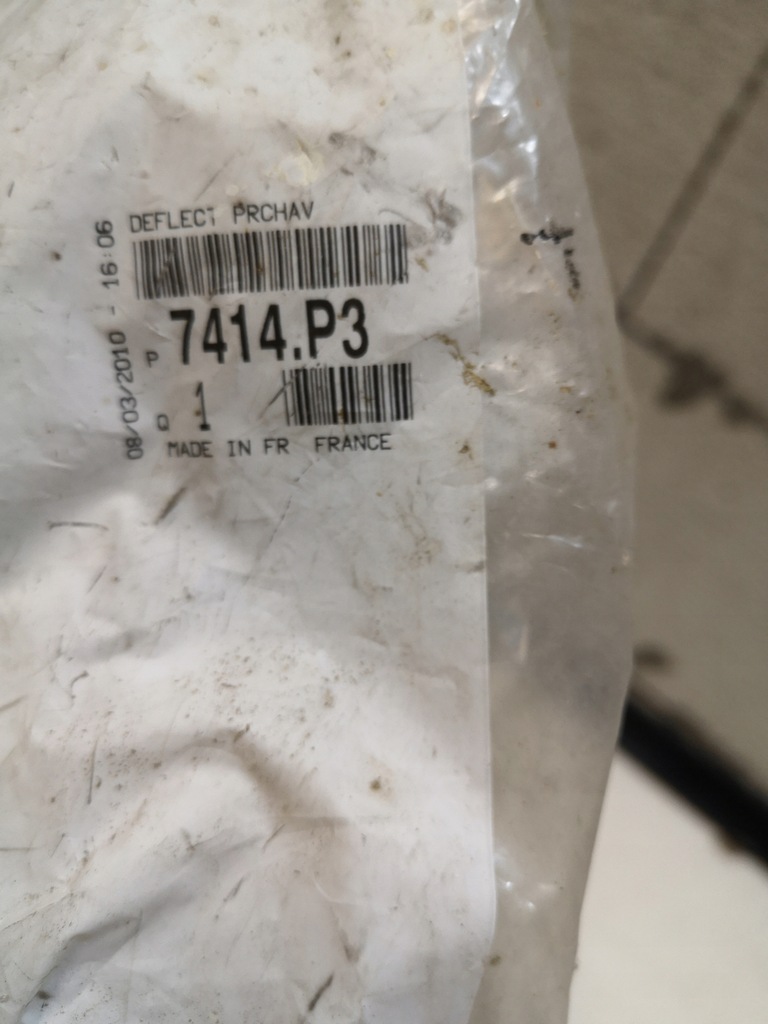 DEFLECT PRCHAV
P 7414.P3
Q 1
MADE IN FR FRANCE
08/03/2010 - 16:06